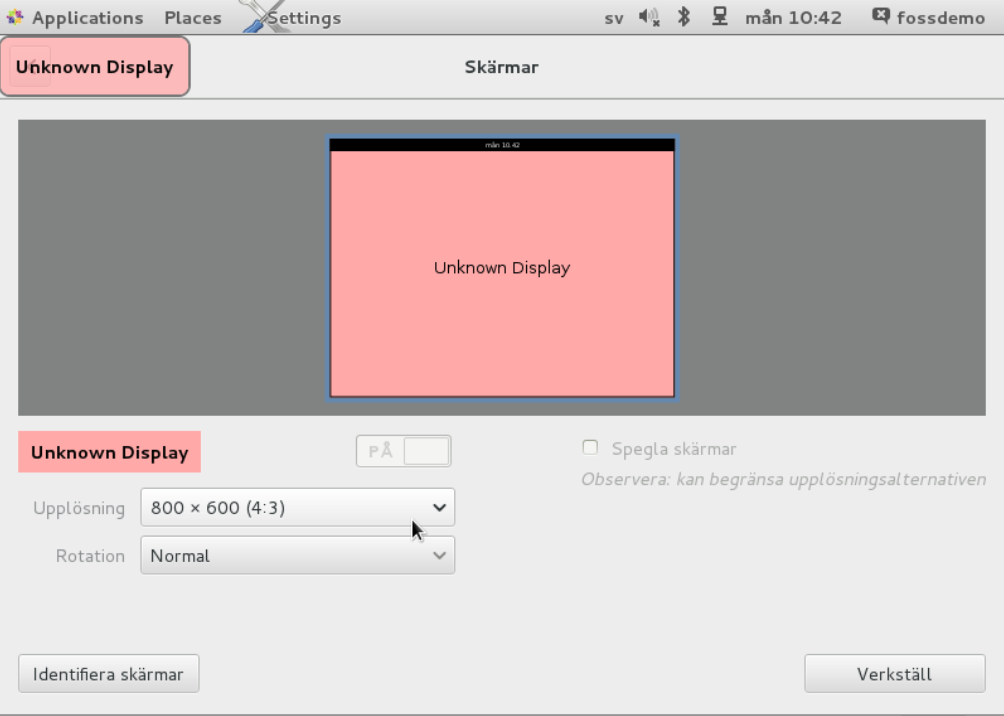 Applications Places Settings sv mån 10:42 fossdemo
Unknown Display Skärmar
mån 10.42
Unknown Display
Unknown Display PÅ Spegla skärmar
Observera: kan begränsa upplösningsalternativen
Upplösning 800 × 600 (4:3)
Rotation Normal
Identifiera skärmar Verkställ